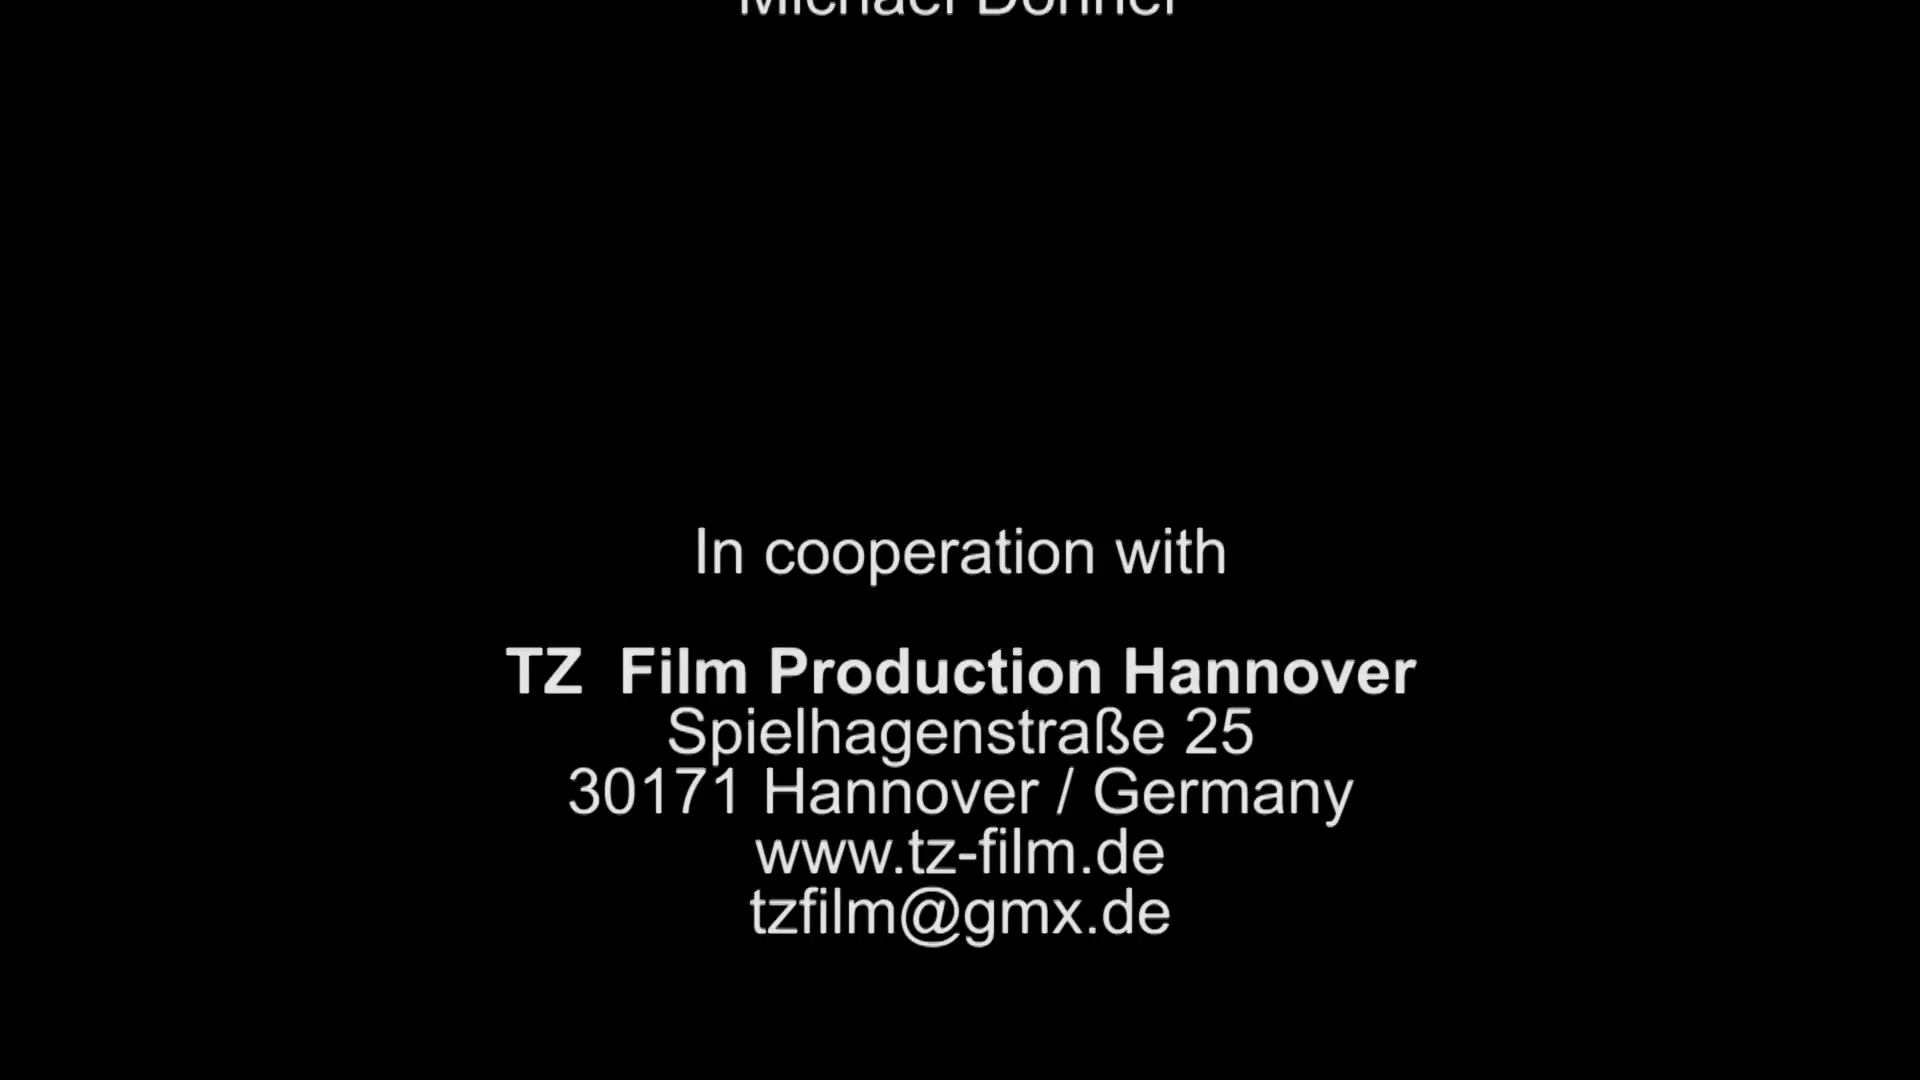 Michael
In cooperation with
TZ  Film Production Hannover
Spielhagenstraße 25
30171 Hannover / Germany
www.tz-film.de
tzfilm@gmx.de